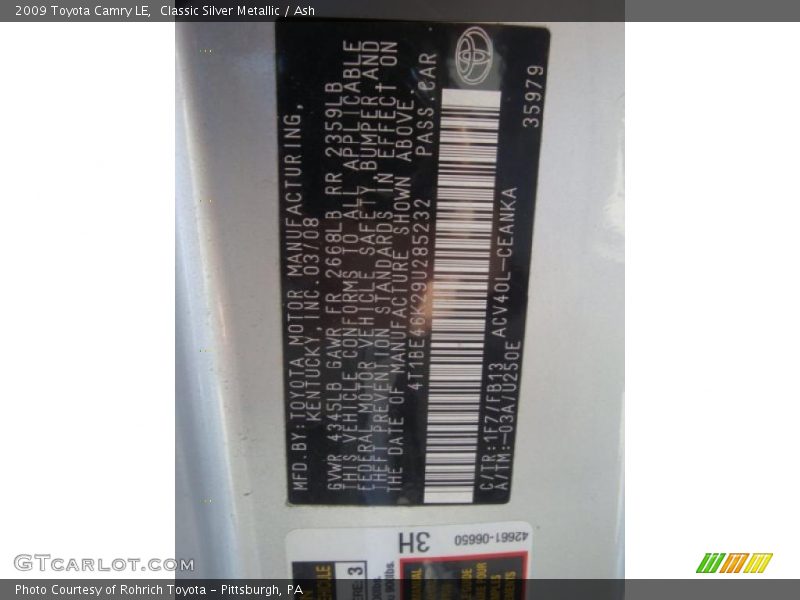 2009 Toyota Camry LE, Classic Silver Metallic / Ash
MFD.BY:TOYOTA MOTOR MANUFACTURING,
KENTUCKY, INC. 03/08
GVWR 4345LB GAWR FR 2668LB RR 2359LB
THIS VEHICLE CONFORMS TO ALL APPLICABLE
FEDERAL MOTOR VEHICLE SAFETY, BUMPER AND
THEFT PREVENTION STANDARDS IN EFFECT ON
THE DATE OF MANUFACTURE SHOWN ABOVE.
4T1BE46K29U285232 PASS.CAR
C/TR:1F7/FB13 ACV40L-CEANKA
A/TM:-03A/U250E
35979
42661-06650
3H
GTCarLot.com
Photo Courtesy of Rohrich Toyota - Pittsburgh, PA